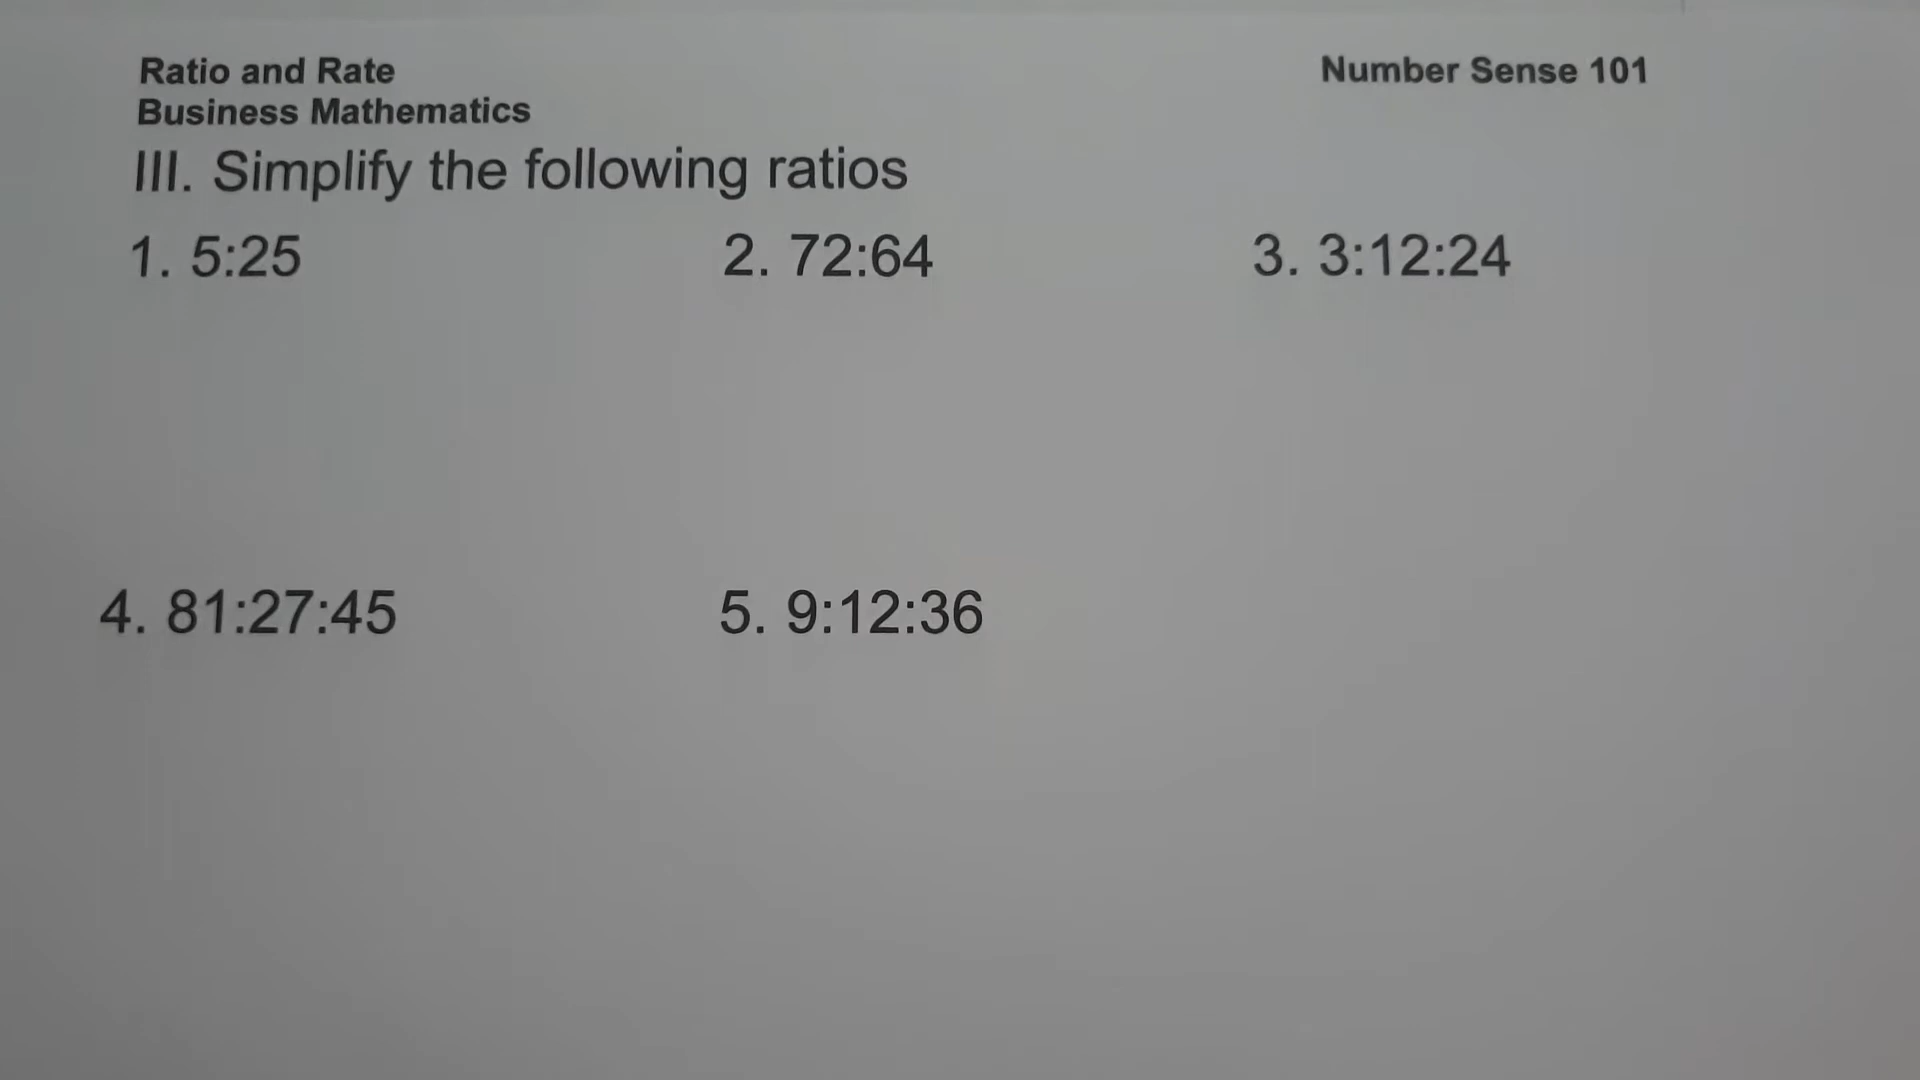 Ratio and Rate
Number Sense 101
Business Mathematics
III. Simplify the following ratios
1. 5:25
2. 72:64
3. 3:12:24
4. 81:27:45
5. 9:12:36